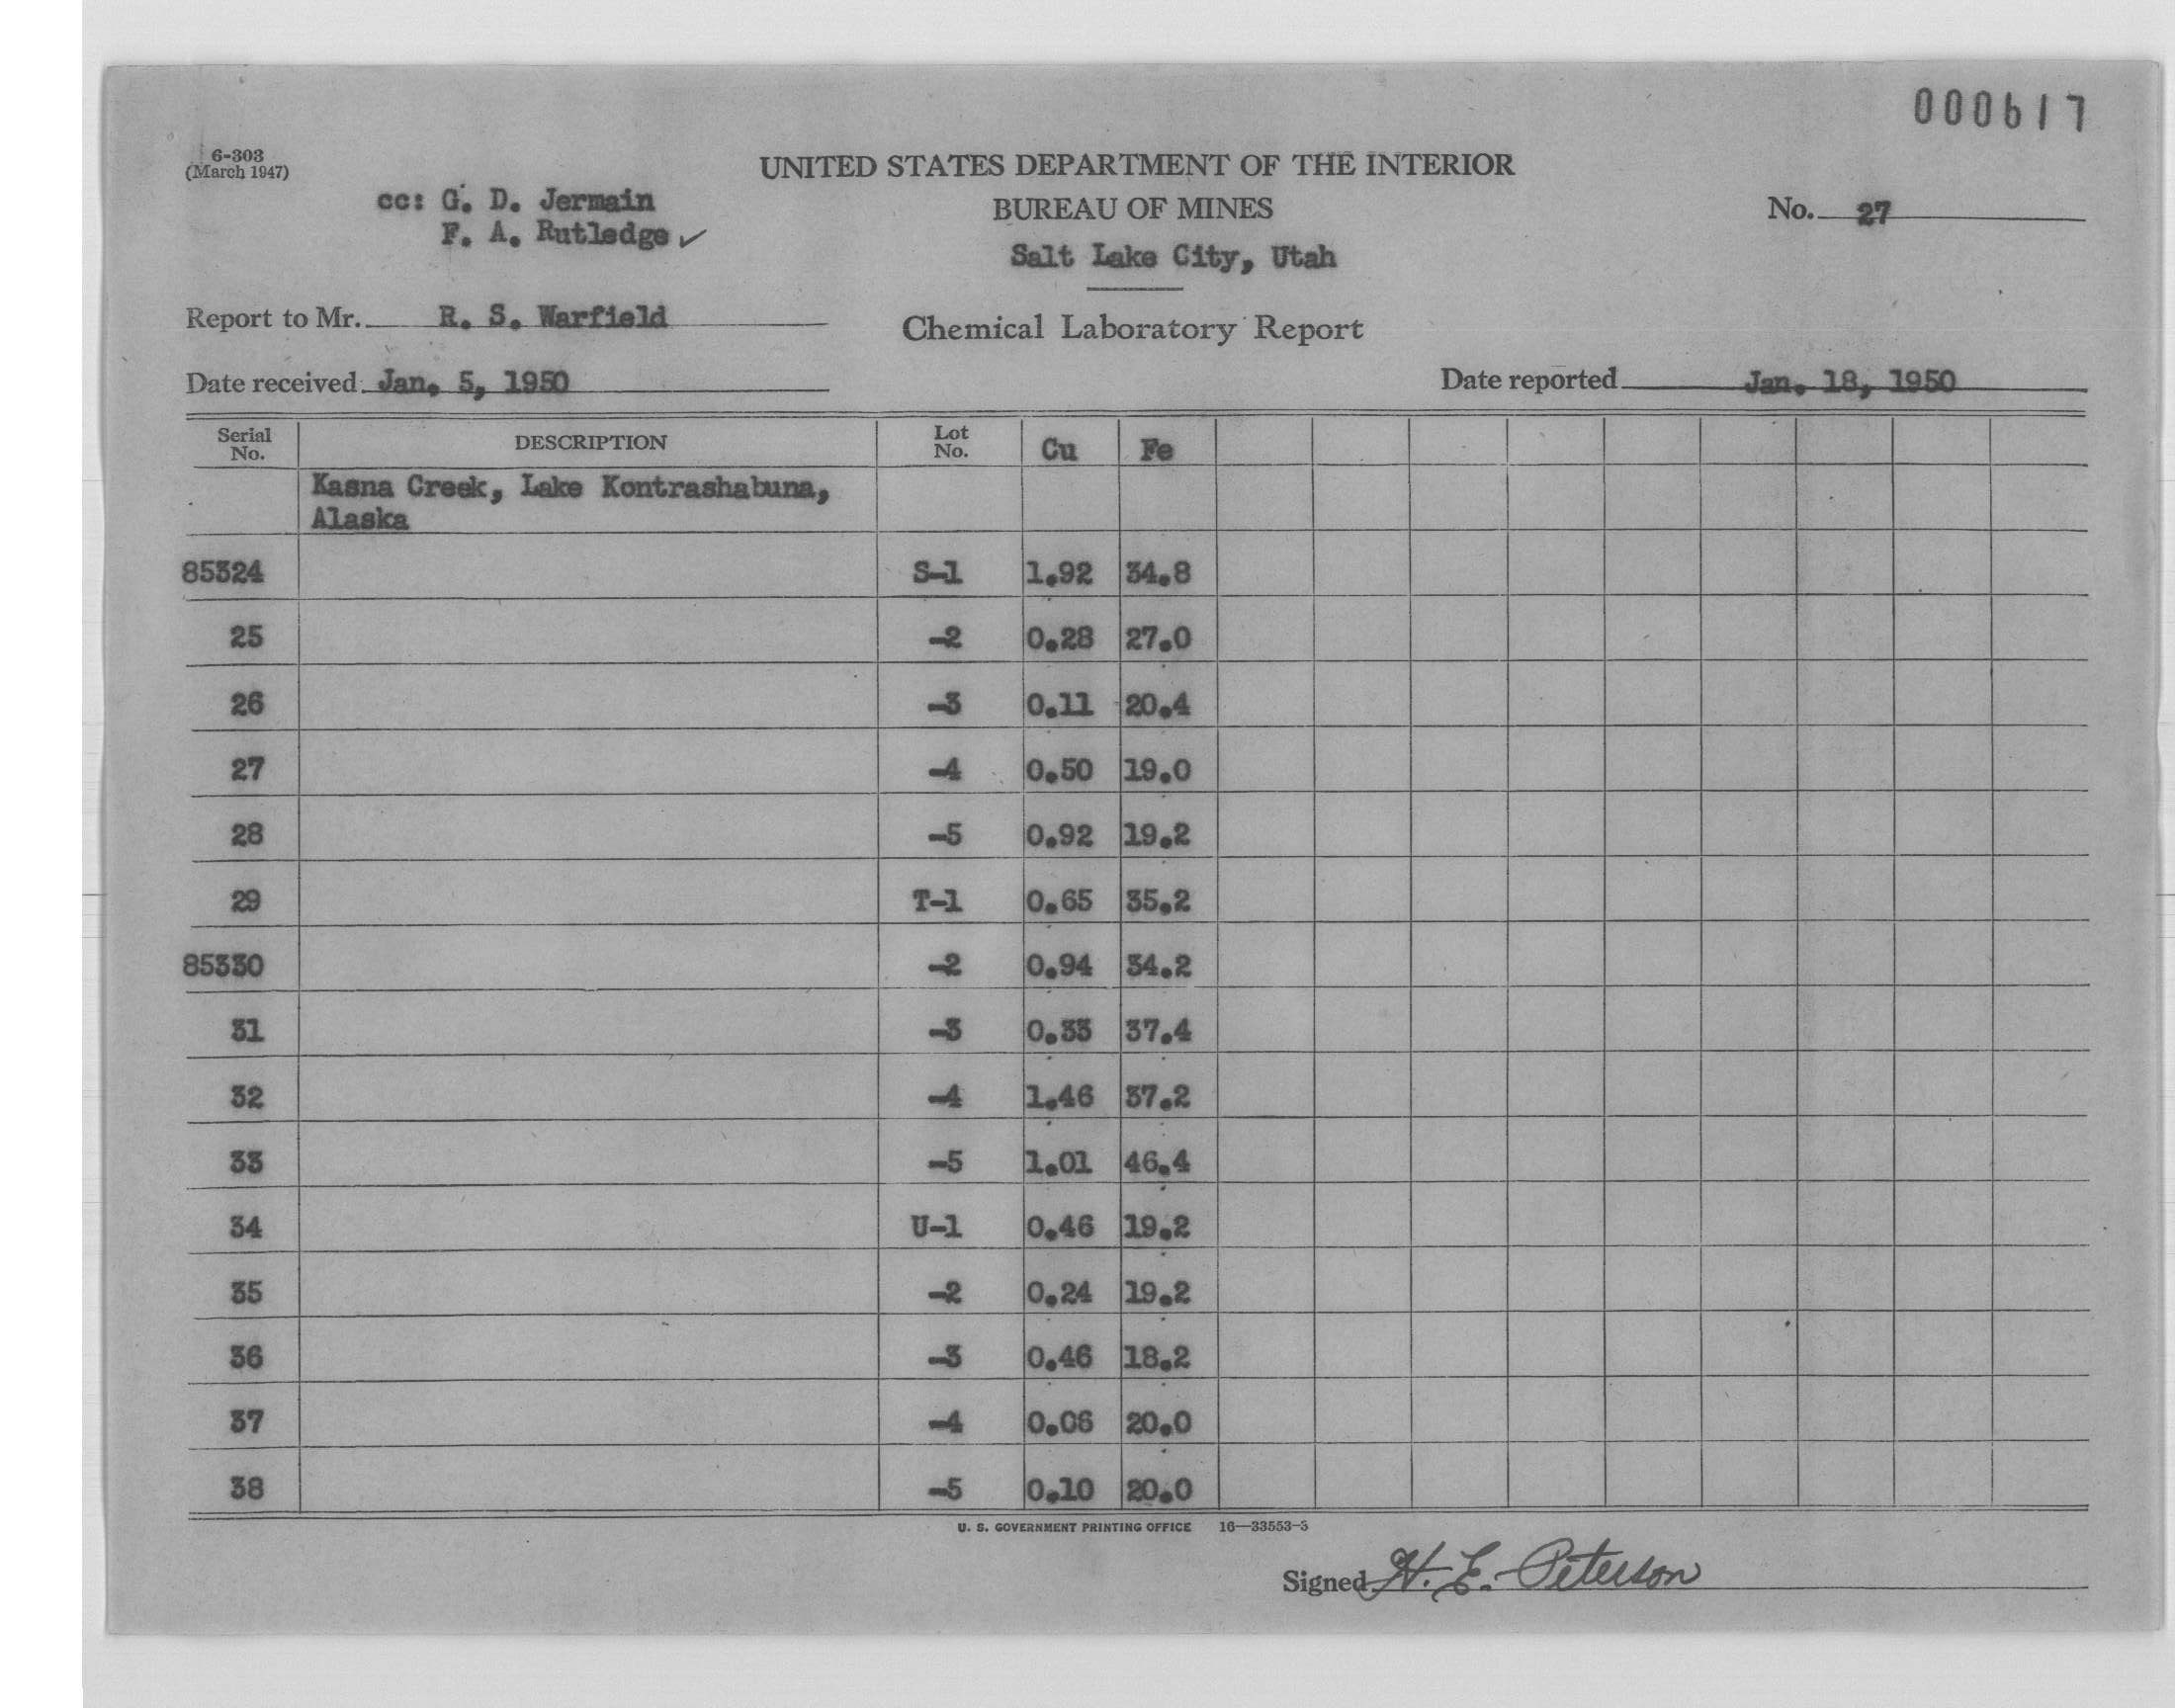 000617
6-303
(March 1947)
UNITED STATES DEPARTMENT OF THE INTERIOR
cc: G. D. Jermain
F. A. Rutledge ✓
BUREAU OF MINES
No. 27
Salt Lake City, Utah
Report to Mr. R. S. Warfield
Chemical Laboratory Report
Date received Jan. 5, 1950
Date reported Jan. 18, 1950
Serial No. DESCRIPTION Lot No. Cu Fe
Kasna Creek, Lake Kontrashabuna,
Alaska
85324 S-1 1.92 34.8
25 -2 0.28 27.0
26 -3 0.11 20.4
27 -4 0.50 19.0
28 -5 0.92 19.2
29 T-1 0.65 35.2
85330 -2 0.94 34.2
31 -3 0.33 37.4
32 -4 1.46 37.2
33 -5 1.01 46.4
34 U-1 0.46 19.2
35 -2 0.24 19.2
36 -3 0.46 18.2
37 -4 0.06 20.0
38 -5 0.10 20.0
U. S. GOVERNMENT PRINTING OFFICE 16—33553-3
Signed H. E. Peterson